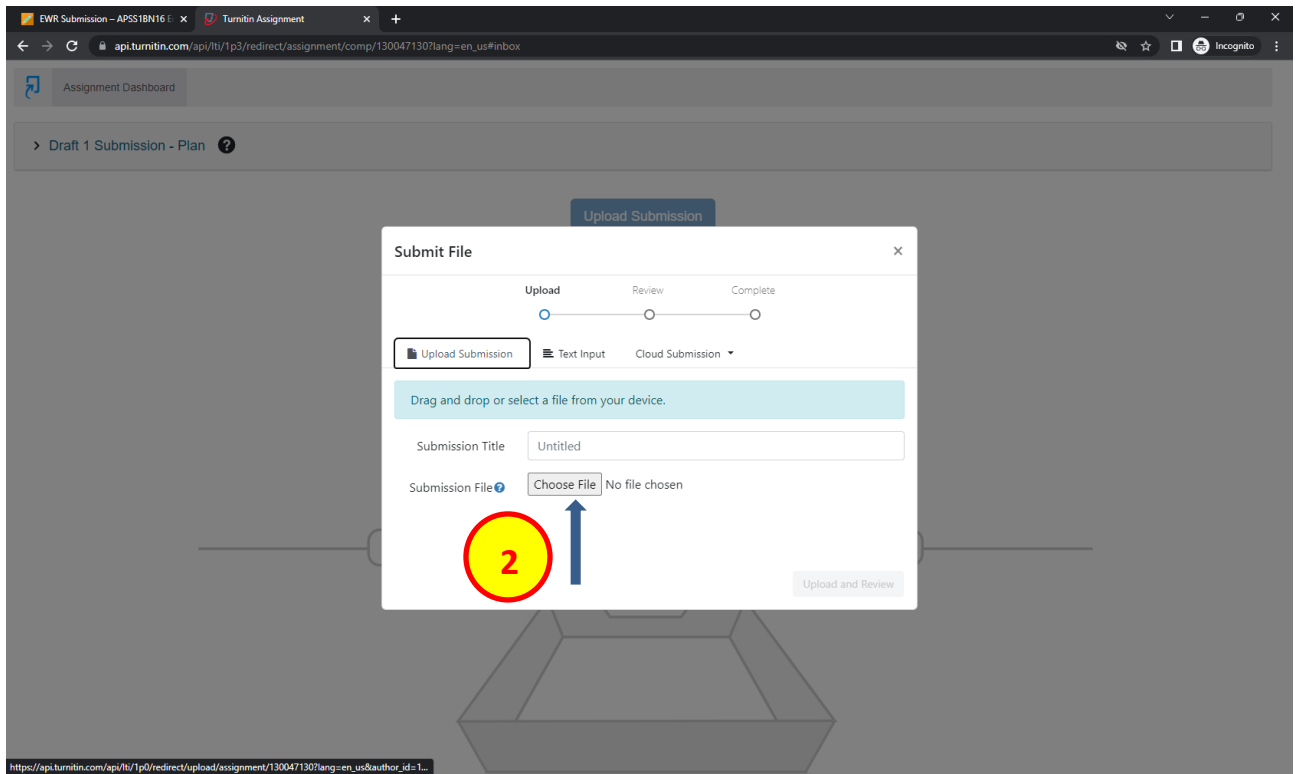 EWR Submission – APSS1BN16 E
Turnitin Assignment
api.turnitin.com/api/lti/1p3/redirect/assignment/comp/130047130?lang=en_us#inbox
Incognito
Assignment Dashboard
Draft 1 Submission - Plan
Upload Submission
Submit File
Upload Review Complete
Upload Submission Text Input Cloud Submission
Drag and drop or select a file from your device.
Submission Title Untitled
Submission File Choose File No file chosen
2
Upload and Review
https://api.turnitin.com/api/lti/1p0/redirect/upload/assignment/130047130?lang=en_us&author_id=1...